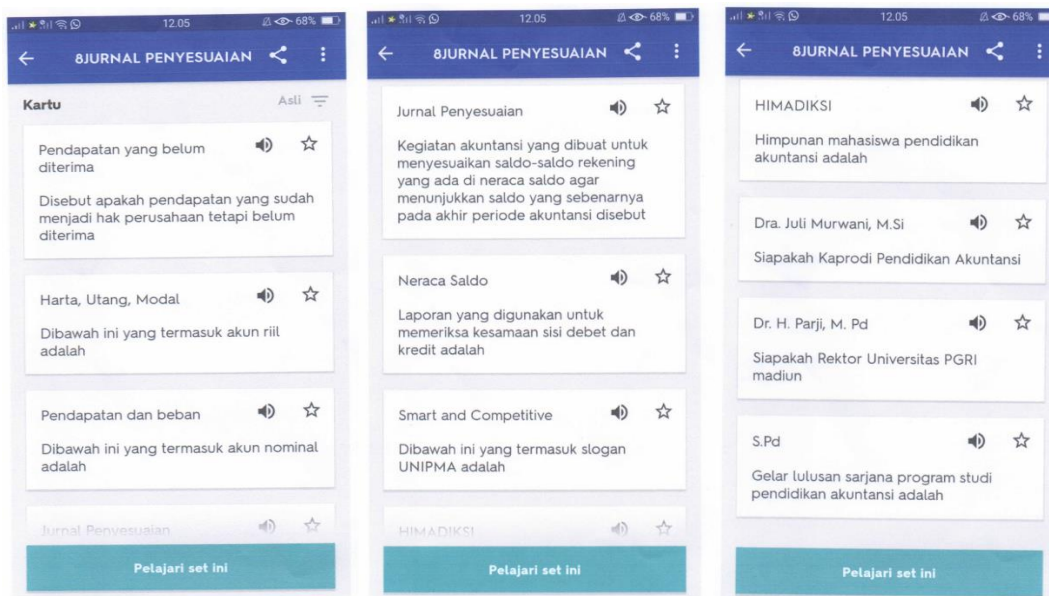 12.05
68%
8JURNAL PENYESUAIAN
Kartu
Asli
Pendapatan yang belum
diterima
Disebut apakah pendapatan yang sudah
menjadi hak perusahaan tetapi belum
diterima
Harta, Utang, Modal
Dibawah ini yang termasuk akun riil
adalah
Pendapatan dan beban
Dibawah ini yang termasuk akun nominal
adalah
Jurnal Penyesuaian
Pelajari set ini
12.05
68%
8JURNAL PENYESUAIAN
Jurnal Penyesuaian
Kegiatan akuntansi yang dibuat untuk
menyesuaikan saldo-saldo rekening
yang ada di neraca saldo agar
menunjukkan saldo yang sebenarnya
pada akhir periode akuntansi disebut
Neraca Saldo
Laporan yang digunakan untuk
memeriksa kesamaan sisi debet dan
kredit adalah
Smart and Competitive
Dibawah ini yang termasuk slogan
UNIPMA adalah
HIMADIKSI
Pelajari set ini
12.05
68%
8JURNAL PENYESUAIAN
HIMADIKSI
Himpunan mahasiswa pendidikan
akuntansi adalah
Dra. Juli Murwani, M.Si
Siapakah Kaprodi Pendidikan Akuntansi
Dr. H. Parji, M. Pd
Siapakah Rektor Universitas PGRI
madiun
S.Pd
Gelar lulusan sarjana program studi
pendidikan akuntansi adalah
Pelajari set ini